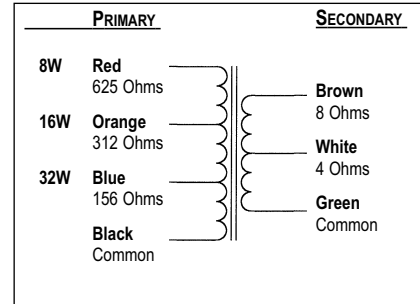 PRIMARY
SECONDARY
8W Red
625 Ohms
16W Orange
312 Ohms
32W Blue
156 Ohms
Black
Common
Brown
8 Ohms
White
4 Ohms
Green
Common